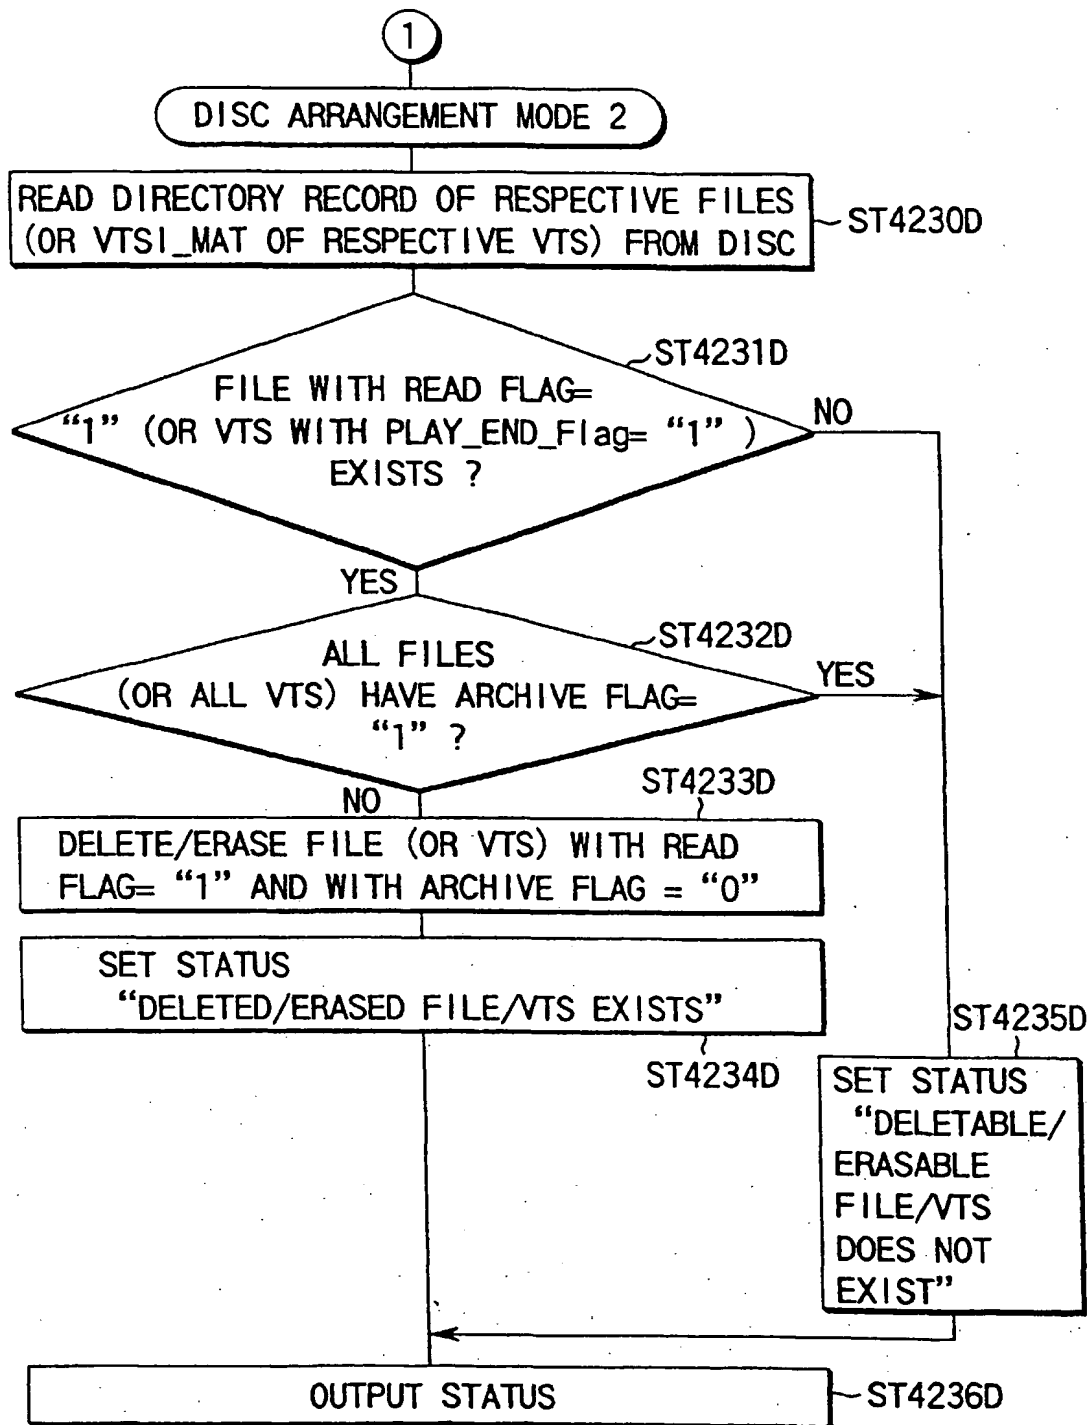 1
DISC ARRANGEMENT MODE 2
READ DIRECTORY RECORD OF RESPECTIVE FILES
(OR VTSI_MAT OF RESPECTIVE VTS) FROM DISC
ST4230D
ST4231D
FILE WITH READ FLAG=
“1” (OR VTS WITH PLAY_END_Flag= “1” )
EXISTS ?
NO
YES
ST4232D
ALL FILES
(OR ALL VTS) HAVE ARCHIVE FLAG=
“1” ?
YES
NO
ST4233D
DELETE/ERASE FILE (OR VTS) WITH READ
FLAG= “1” AND WITH ARCHIVE FLAG = “0”
SET STATUS
“DELETED/ERASED FILE/VTS EXISTS”
ST4234D
ST4235D
SET STATUS
“DELETABLE/
ERASABLE
FILE/VTS
DOES NOT
EXIST”
OUTPUT STATUS
ST4236D